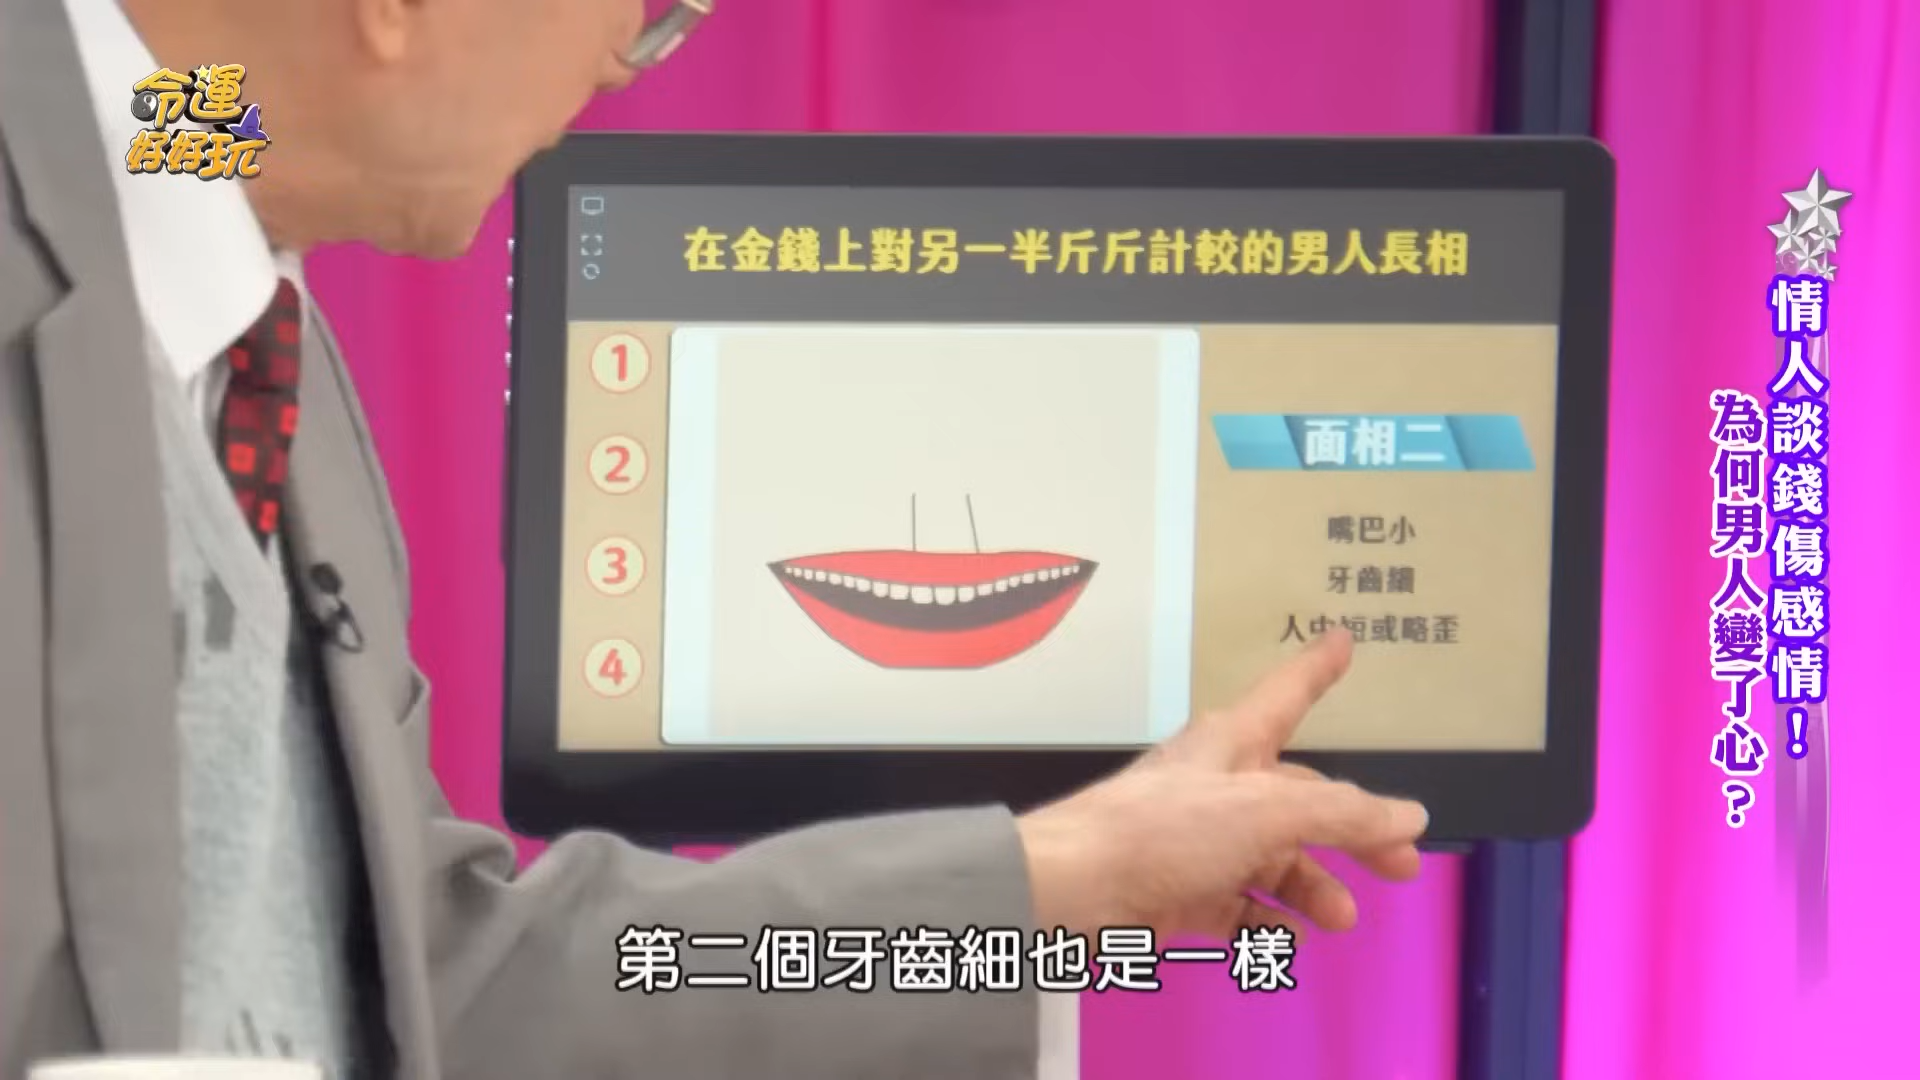 命運
好好玩
在金錢上對另一半斤斤計較的男人長相
1
2
3
4
面相二
嘴巴小
牙齒細
人中短或略歪
情人談錢傷感情！
為何男人變了心？
第二個牙齒細也是一樣